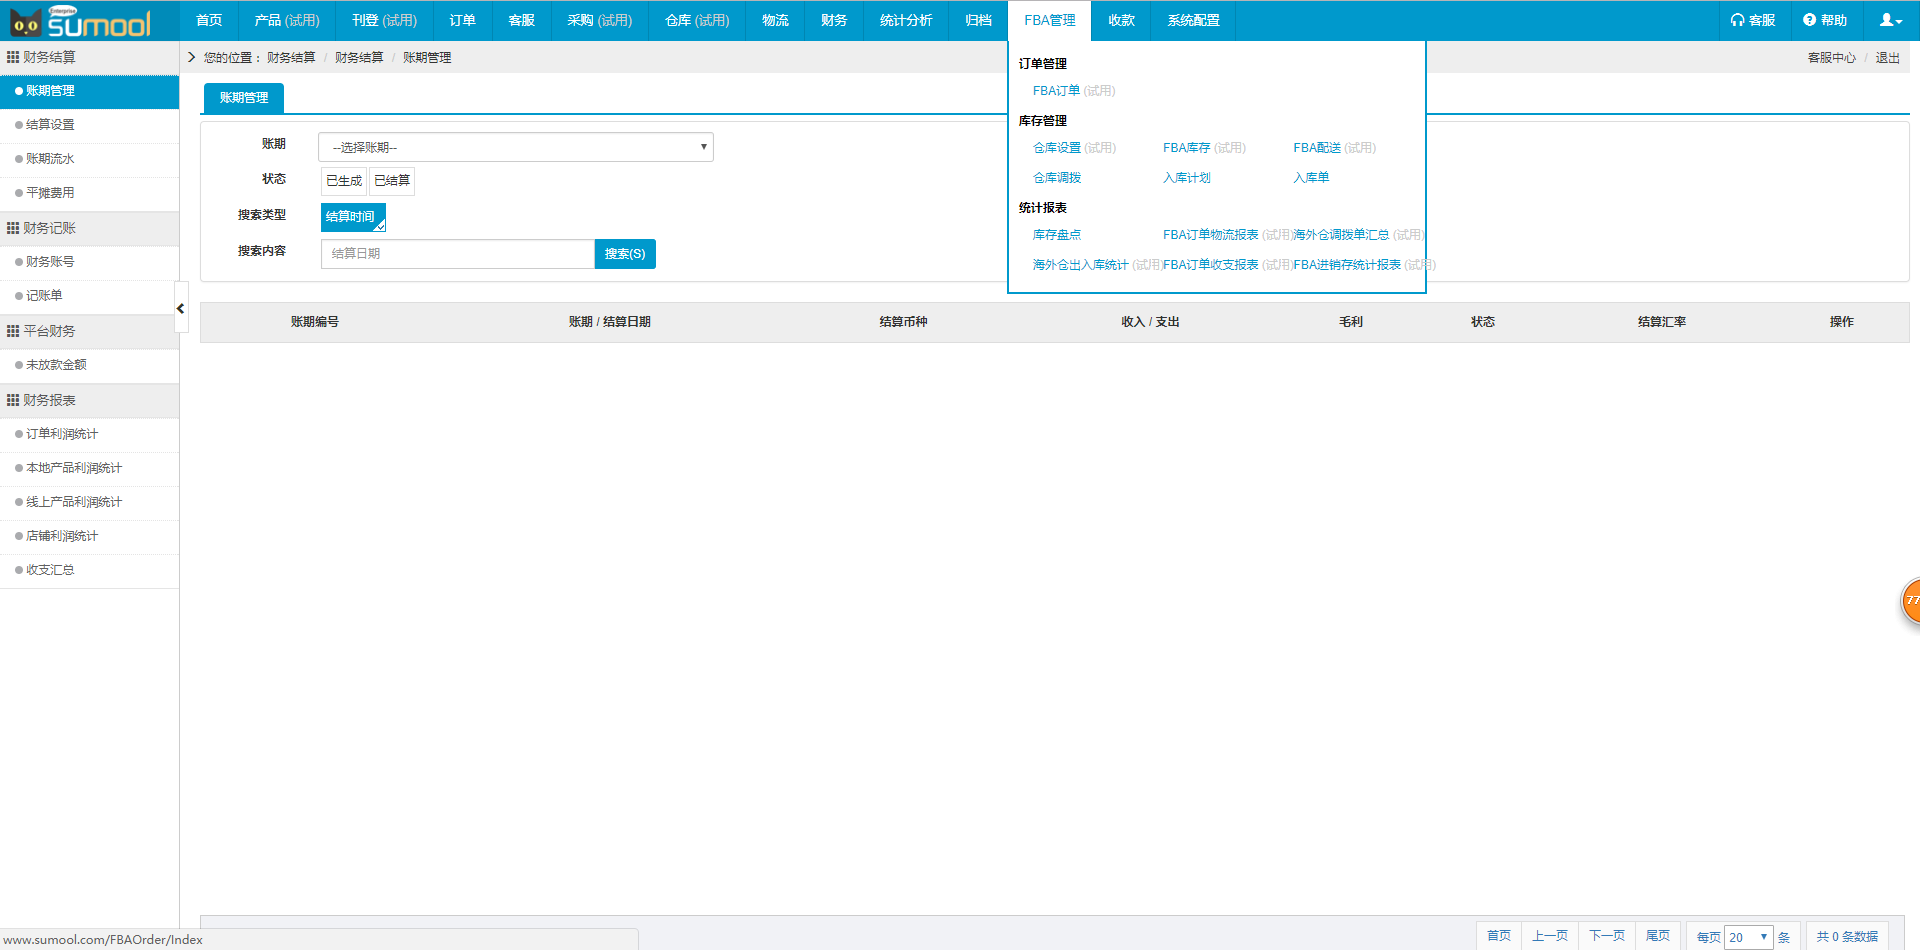 Enterprise
sumool
首页 产品 (试用) 刊登 (试用) 订单 客服 采购 (试用) 仓库 (试用) 物流 财务 统计分析 归档 FBA管理 收款 系统配置 客服 帮助
财务结算
账期管理
结算设置
账期流水
平摊费用
财务记账
财务账号
记账单
平台财务
未放款金额
财务报表
订单利润统计
本地产品利润统计
线上产品利润统计
店铺利润统计
收支汇总
您的位置： 财务结算 / 财务结算 / 账期管理
客服中心 / 退出
账期管理
账期 --选择账期--
状态 已生成 已结算
搜索类型 结算时间
搜索内容 结算日期 搜索(S)
订单管理
FBA订单 (试用)
库存管理
仓库设置 (试用) FBA库存 (试用) FBA配送 (试用)
仓库调拨 入库计划 入库单
统计报表
库存盘点 FBA订单物流报表 (试用) 海外仓调拨单汇总 (试用)
海外仓出入库统计 (试用) FBA订单收支报表 (试用) FBA进销存统计报表 (试用)
账期编号 账期 / 结算日期 结算币种 收入 / 支出 毛利 状态 结算汇率 操作
77
首页 上一页 下一页 尾页 每页 20 条 共 0 条数据
www.sumool.com/FBAOrder/Index